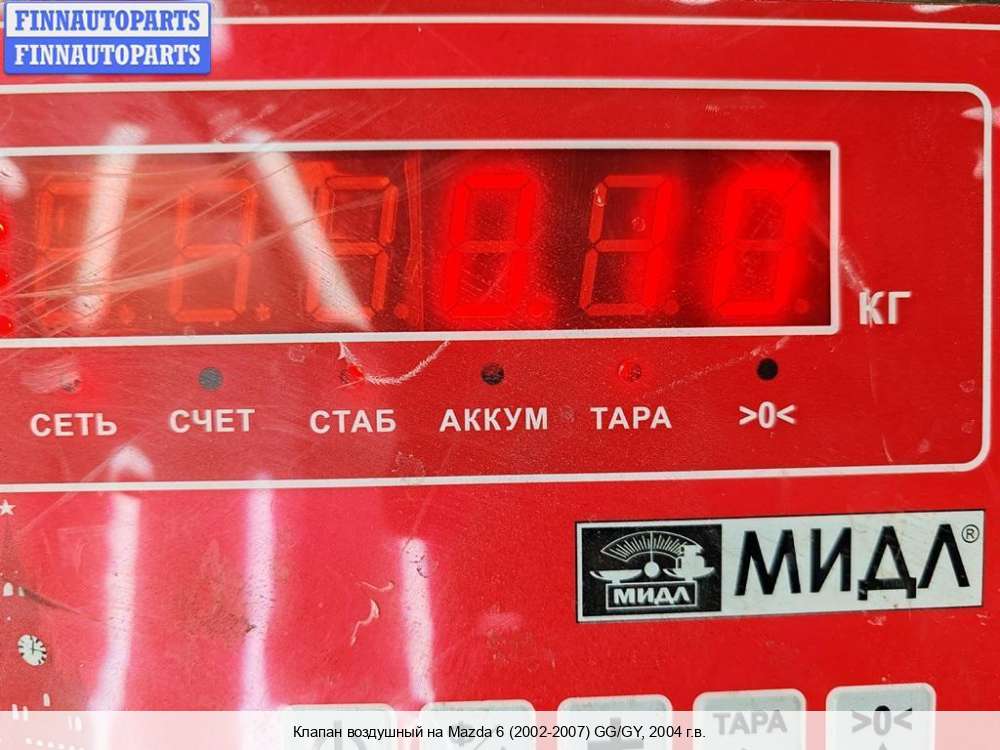 FINNAUTOPARTS
FINNAUTOPARTS
0.10
КГ
СЕТЬ СЧЕТ СТАБ АККУМ ТАРА >0<
МИДЛ МИДЛ®
ТАРА >0<
Клапан воздушный на Mazda 6 (2002-2007) GG/GY, 2004 г.в.